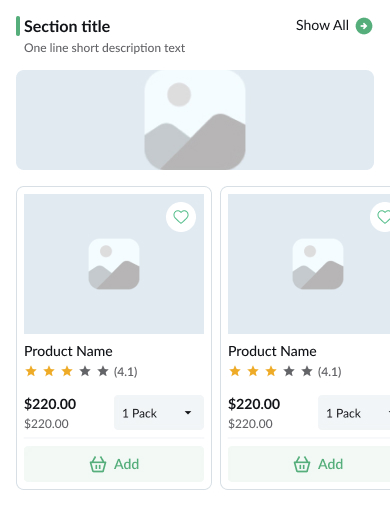 Section title
Show All
One line short description text
Product Name
(4.1)
$220.00
$220.00
1 Pack
Add
Product Name
(4.1)
$220.00
$220.00
1 Pack
Add